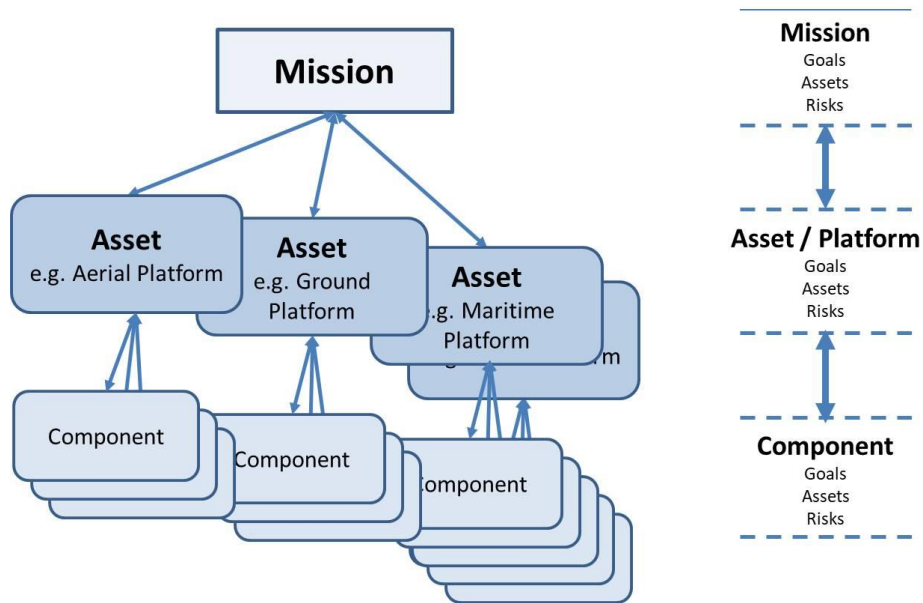 Mission
Asset
e.g. Aerial Platform
Asset
e.g. Ground
Platform
Asset
e.g. Maritime
Platform
Component
Component
Component
Mission
Goals
Assets
Risks
Asset / Platform
Goals
Assets
Risks
Component
Goals
Assets
Risks